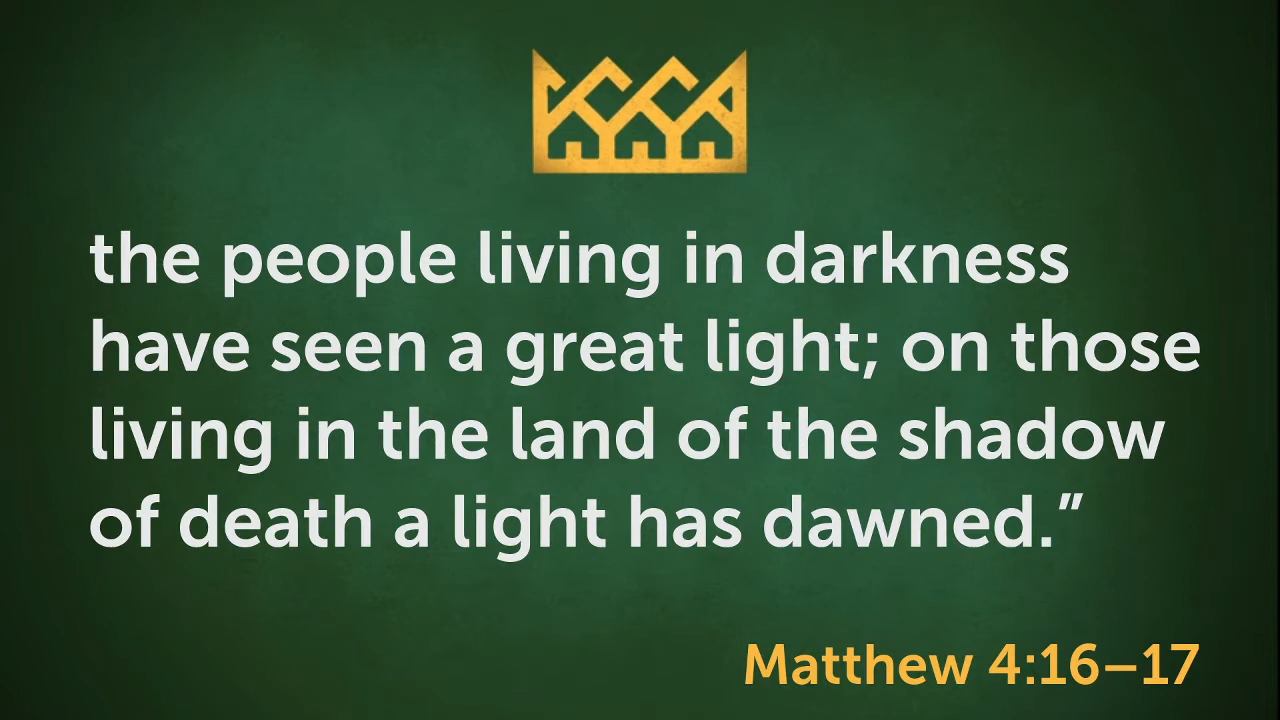 the people living in darkness
have seen a great light; on those
living in the land of the shadow
of death a light has dawned.”
Matthew 4:16–17